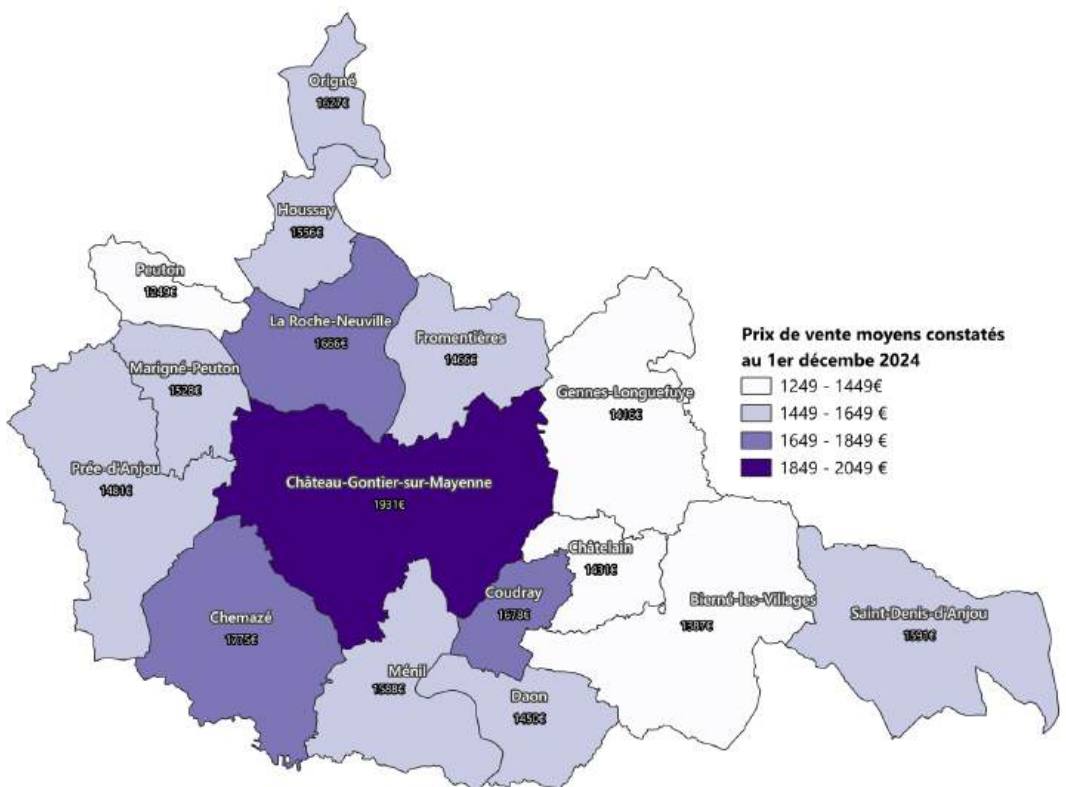 Origné
1627€
Houssay
1556€
Peuton
1249€
La Roche-Neuville
1666€
Fromentières
1466€
Marigné-Peuton
1528€
Gennes-Longuefuye
1416€
Prée-d'Anjou
1481€
Château-Gontier-sur-Mayenne
1931€
Châtelain
1431€
Coudray
1678€
Bierné-les-Villages
1387€
Saint-Denis-d'Anjou
1591€
Chemazé
1775€
Ménil
1588€
Daon
1450€
Prix de vente moyens constatés
au 1er décembe 2024
1249 - 1449€
1449 - 1649 €
1649 - 1849 €
1849 - 2049 €